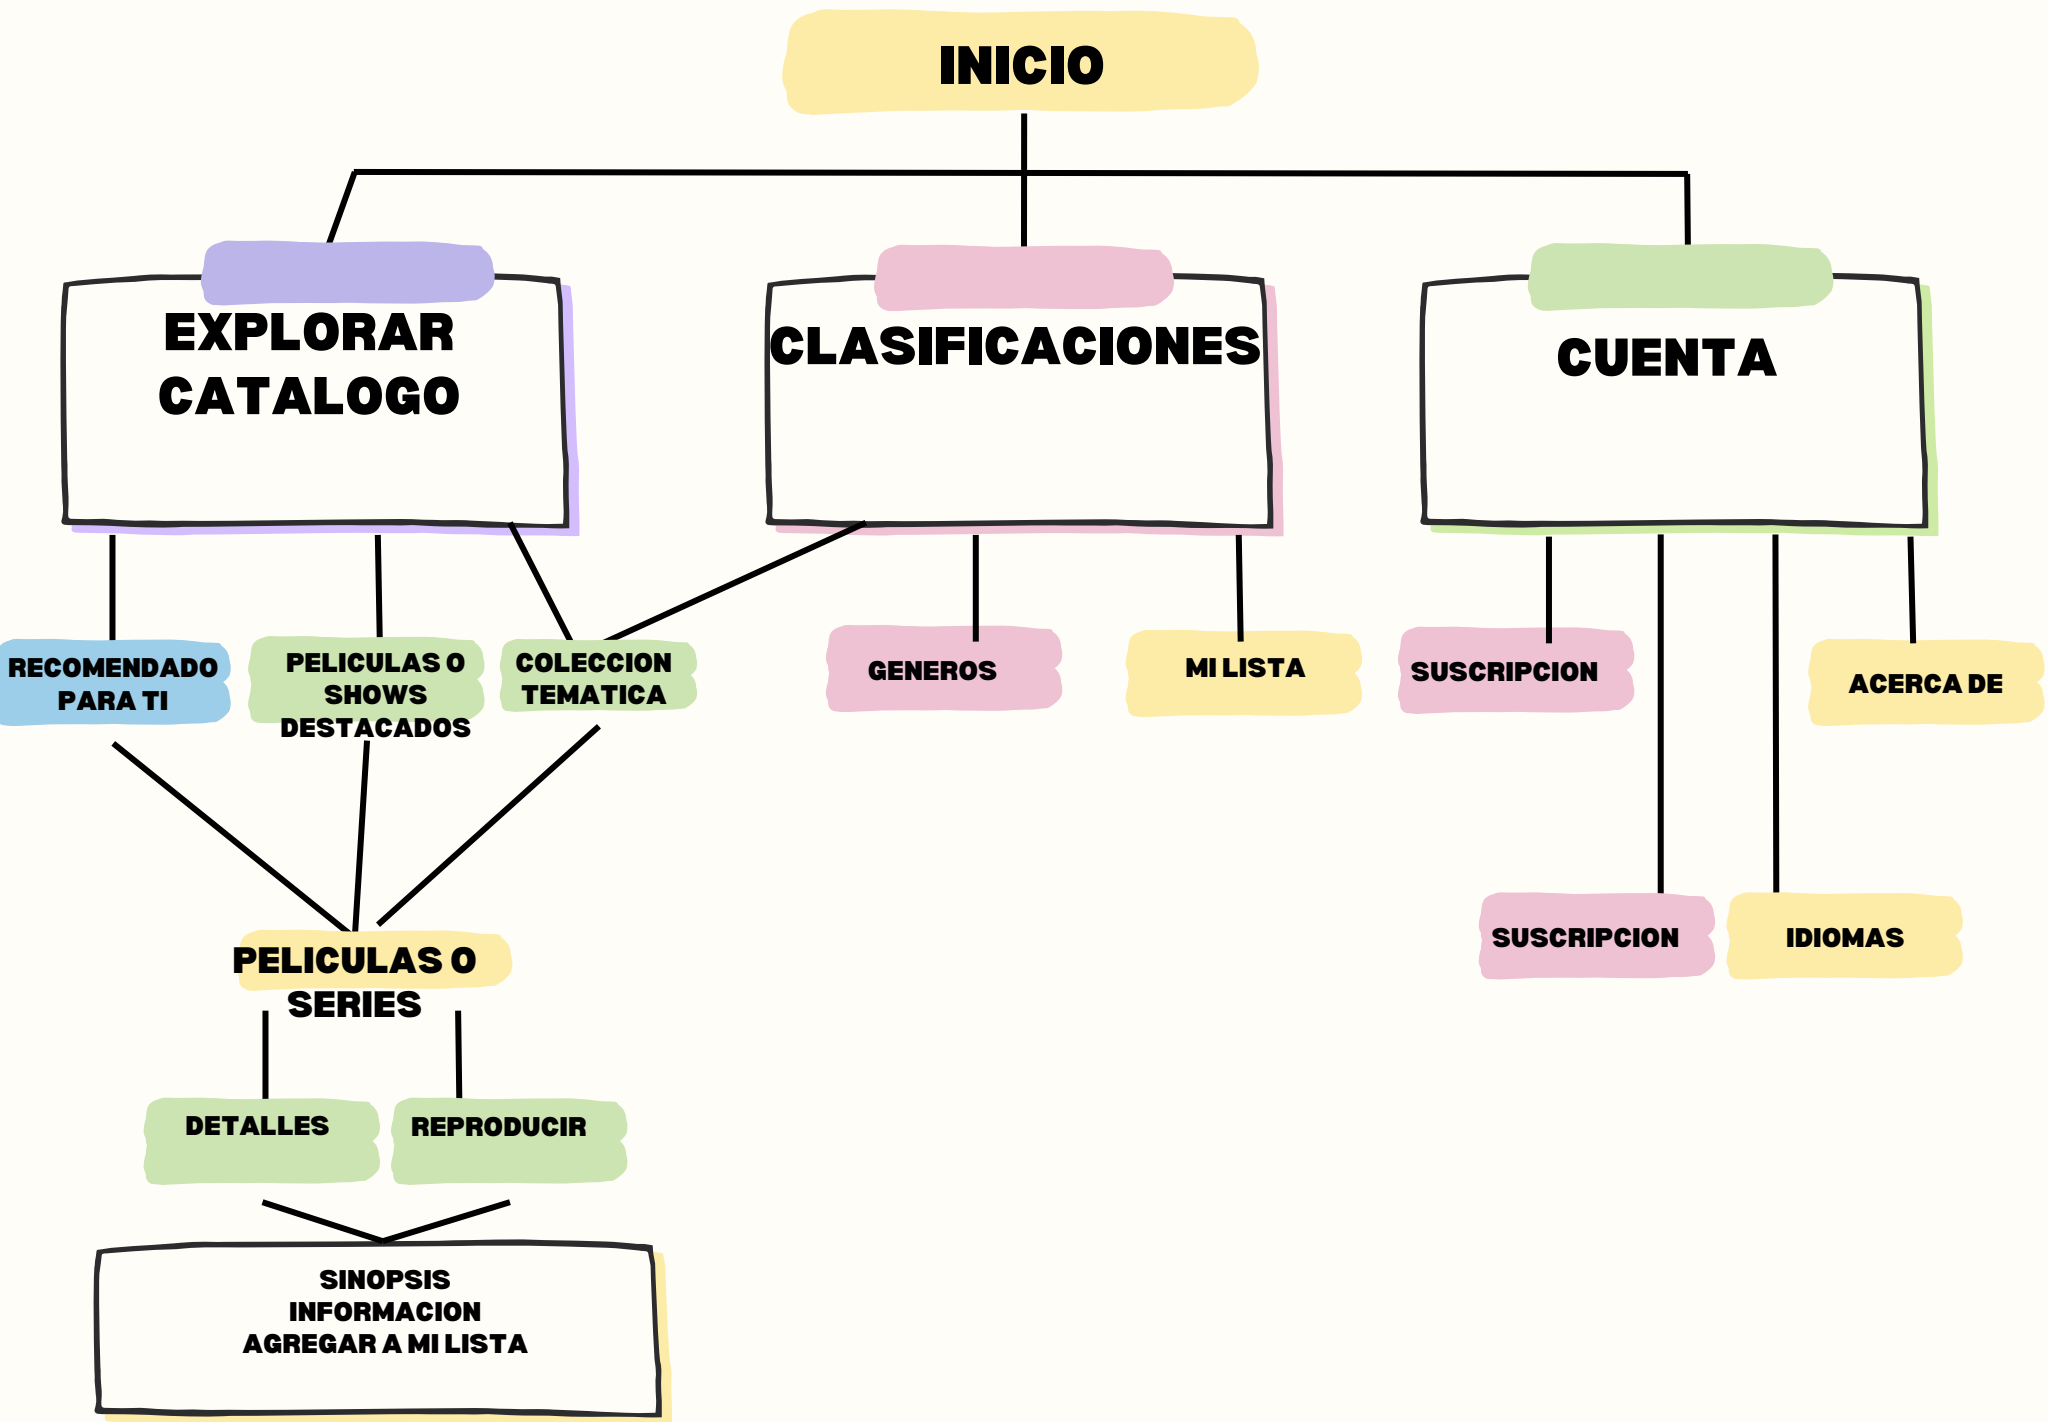 INICIO
EXPLORAR
CATALOGO
CLASIFICACIONES
CUENTA
RECOMENDADO
PARA TI
PELICULAS O
SHOWS
DESTACADOS
COLECCION
TEMATICA
GENEROS
MI LISTA
SUSCRIPCION
ACERCA DE
SUSCRIPCION
IDIOMAS
PELICULAS O
SERIES
DETALLES
REPRODUCIR
SINOPSIS
INFORMACION
AGREGAR A MI LISTA